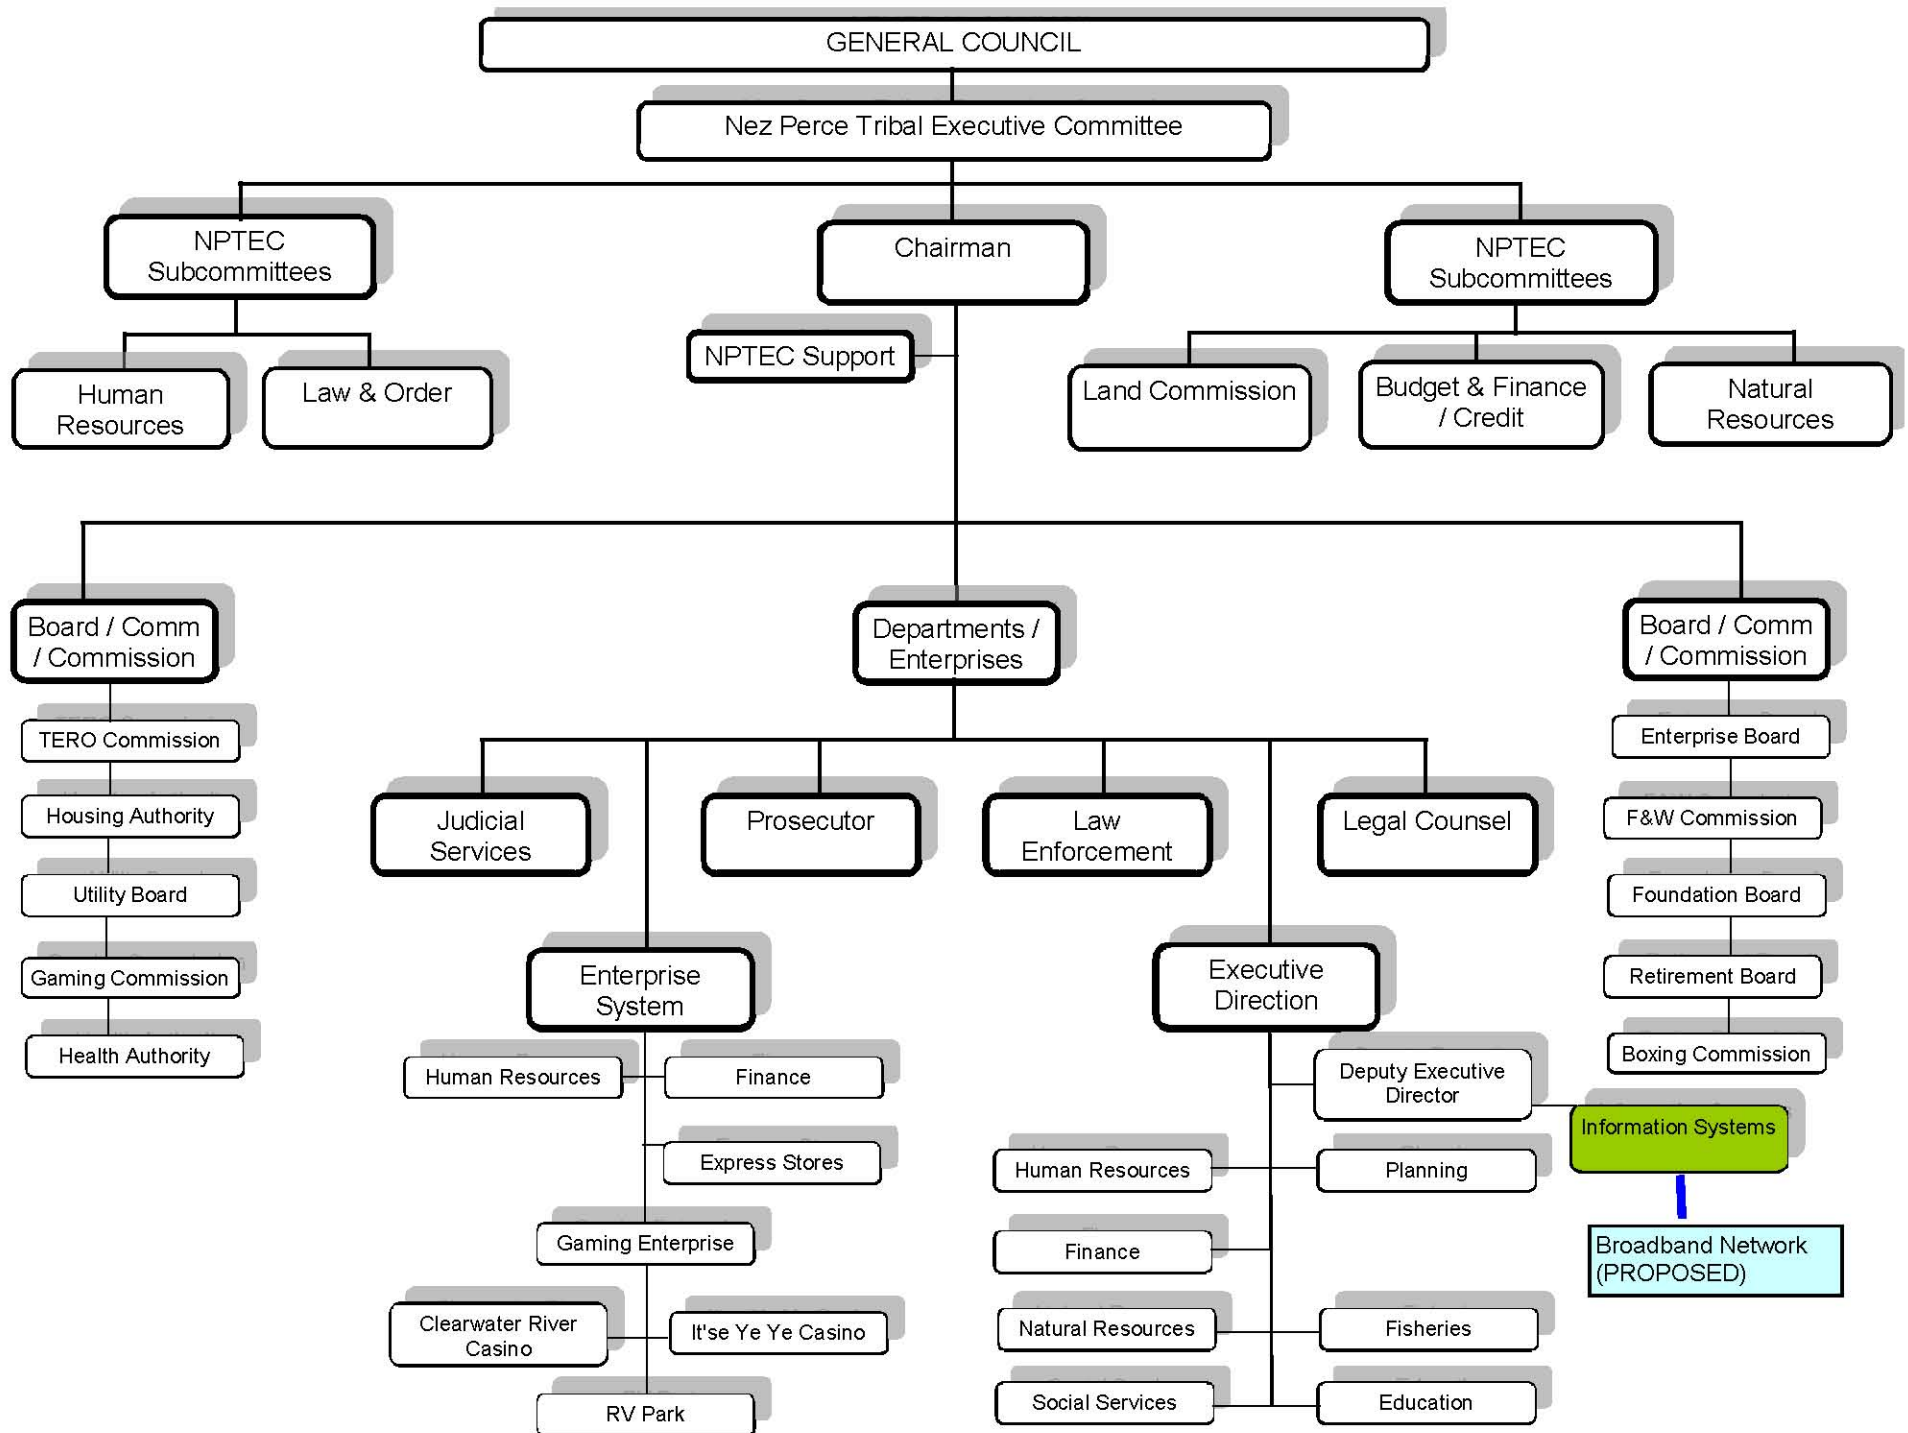 GENERAL COUNCIL
Nez Perce Tribal Executive Committee
NPTEC
Subcommittees
Chairman
NPTEC
Subcommittees
NPTEC Support
Human
Resources
Law & Order
Land Commission
Budget & Finance
/ Credit
Natural
Resources
Board / Comm
/ Commission
Departments /
Enterprises
Board / Comm
/ Commission
TERO Commission
Housing Authority
Utility Board
Gaming Commission
Health Authority
Judicial
Services
Prosecutor
Law
Enforcement
Legal Counsel
Enterprise Board
F&W Commission
Foundation Board
Retirement Board
Boxing Commission
Enterprise
System
Human Resources
Finance
Express Stores
Gaming Enterprise
Clearwater River
Casino
It'se Ye Ye Casino
RV Park
Executive
Direction
Deputy Executive
Director
Information Systems
Broadband Network
(PROPOSED)
Human Resources
Planning
Finance
Natural Resources
Fisheries
Social Services
Education